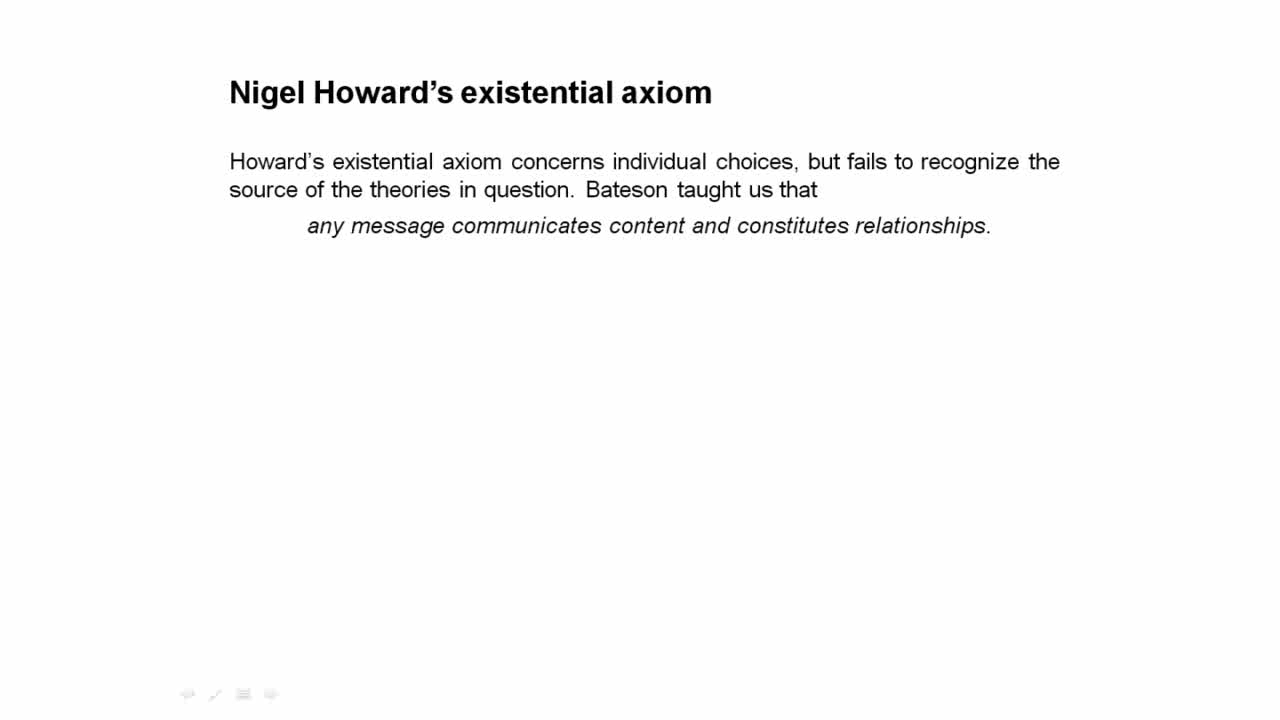 Nigel Howard’s existential axiom
Howard’s existential axiom concerns individual choices, but fails to recognize the
source of the theories in question. Bateson taught us that
any message communicates content and constitutes relationships.